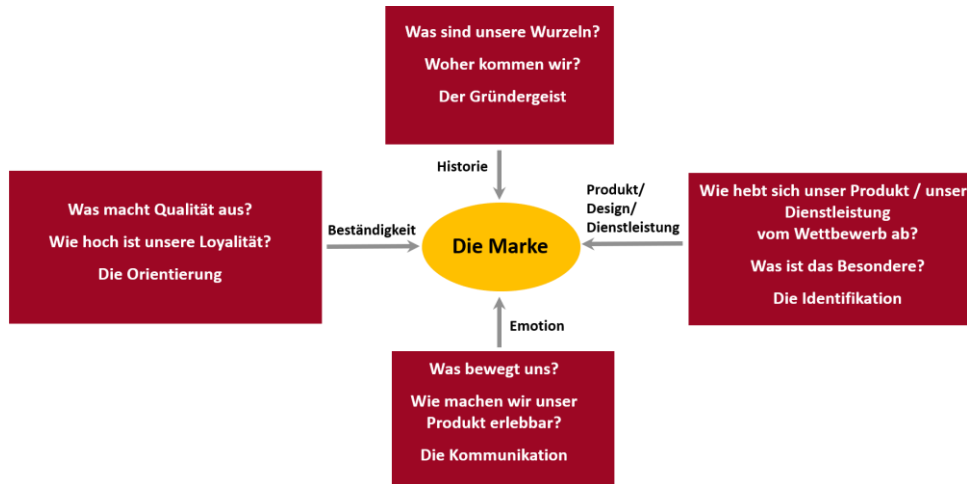 Was sind unsere Wurzeln?
Woher kommen wir?
Der Gründergeist
Historie
Was macht Qualität aus?
Wie hoch ist unsere Loyalität?
Die Orientierung
Beständigkeit
Die Marke
Produkt/
Design/
Dienstleistung
Wie hebt sich unser Produkt / unser
Dienstleistung
vom Wettbewerb ab?
Was ist das Besondere?
Die Identifikation
Emotion
Was bewegt uns?
Wie machen wir unser
Produkt erlebbar?
Die Kommunikation